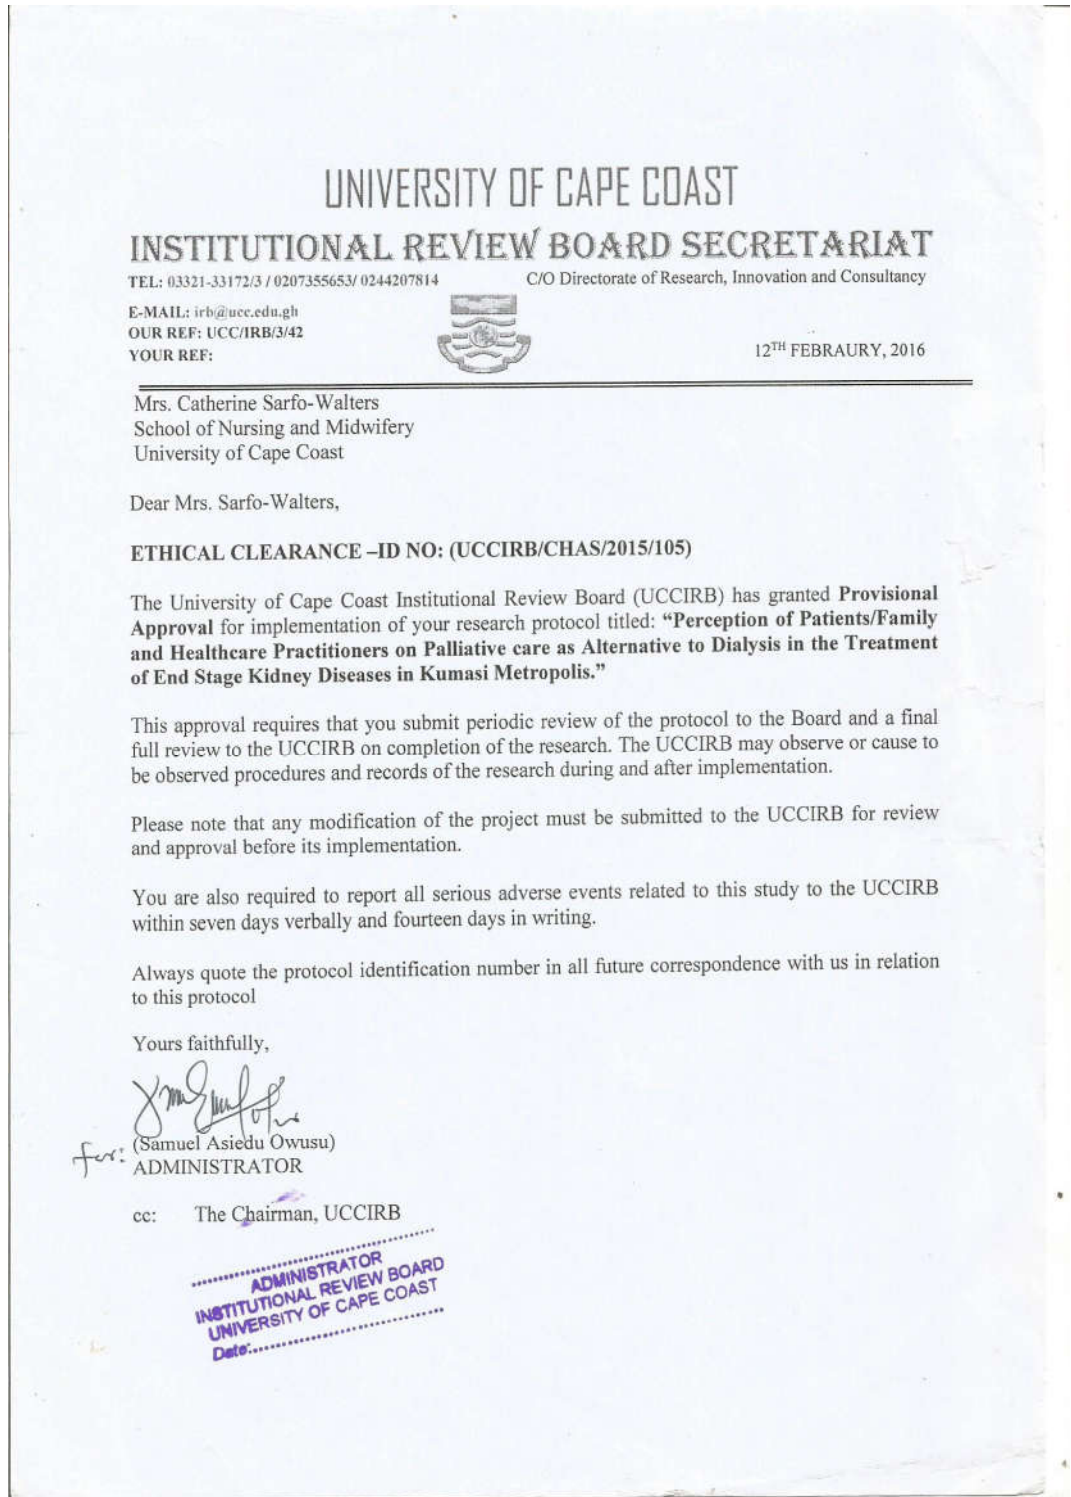 UNIVERSITY OF CAPE COAST
INSTITUTIONAL REVIEW BOARD SECRETARIAT
TEL: 03321-33172/3 / 0207355653/ 0244207814
C/O Directorate of Research, Innovation and Consultancy
E-MAIL: irb@ucc.edu.gh
OUR REF: UCC/IRB/3/42
YOUR REF:
12TH FEBRAURY, 2016
Mrs. Catherine Sarfo-Walters
School of Nursing and Midwifery
University of Cape Coast
Dear Mrs. Sarfo-Walters,
ETHICAL CLEARANCE –ID NO: (UCCIRB/CHAS/2015/105)
The University of Cape Coast Institutional Review Board (UCCIRB) has granted Provisional
Approval for implementation of your research protocol titled: “Perception of Patients/Family
and Healthcare Practitioners on Palliative care as Alternative to Dialysis in the Treatment
of End Stage Kidney Diseases in Kumasi Metropolis.”
This approval requires that you submit periodic review of the protocol to the Board and a final
full review to the UCCIRB on completion of the research. The UCCIRB may observe or cause to
be observed procedures and records of the research during and after implementation.
Please note that any modification of the project must be submitted to the UCCIRB for review
and approval before its implementation.
You are also required to report all serious adverse events related to this study to the UCCIRB
within seven days verbally and fourteen days in writing.
Always quote the protocol identification number in all future correspondence with us in relation
to this protocol
Yours faithfully,
for: (Samuel Asiedu Owusu)
ADMINISTRATOR
cc: The Chairman, UCCIRB
ADMINISTRATOR
INSTITUTIONAL REVIEW BOARD
UNIVERSITY OF CAPE COAST
Date: